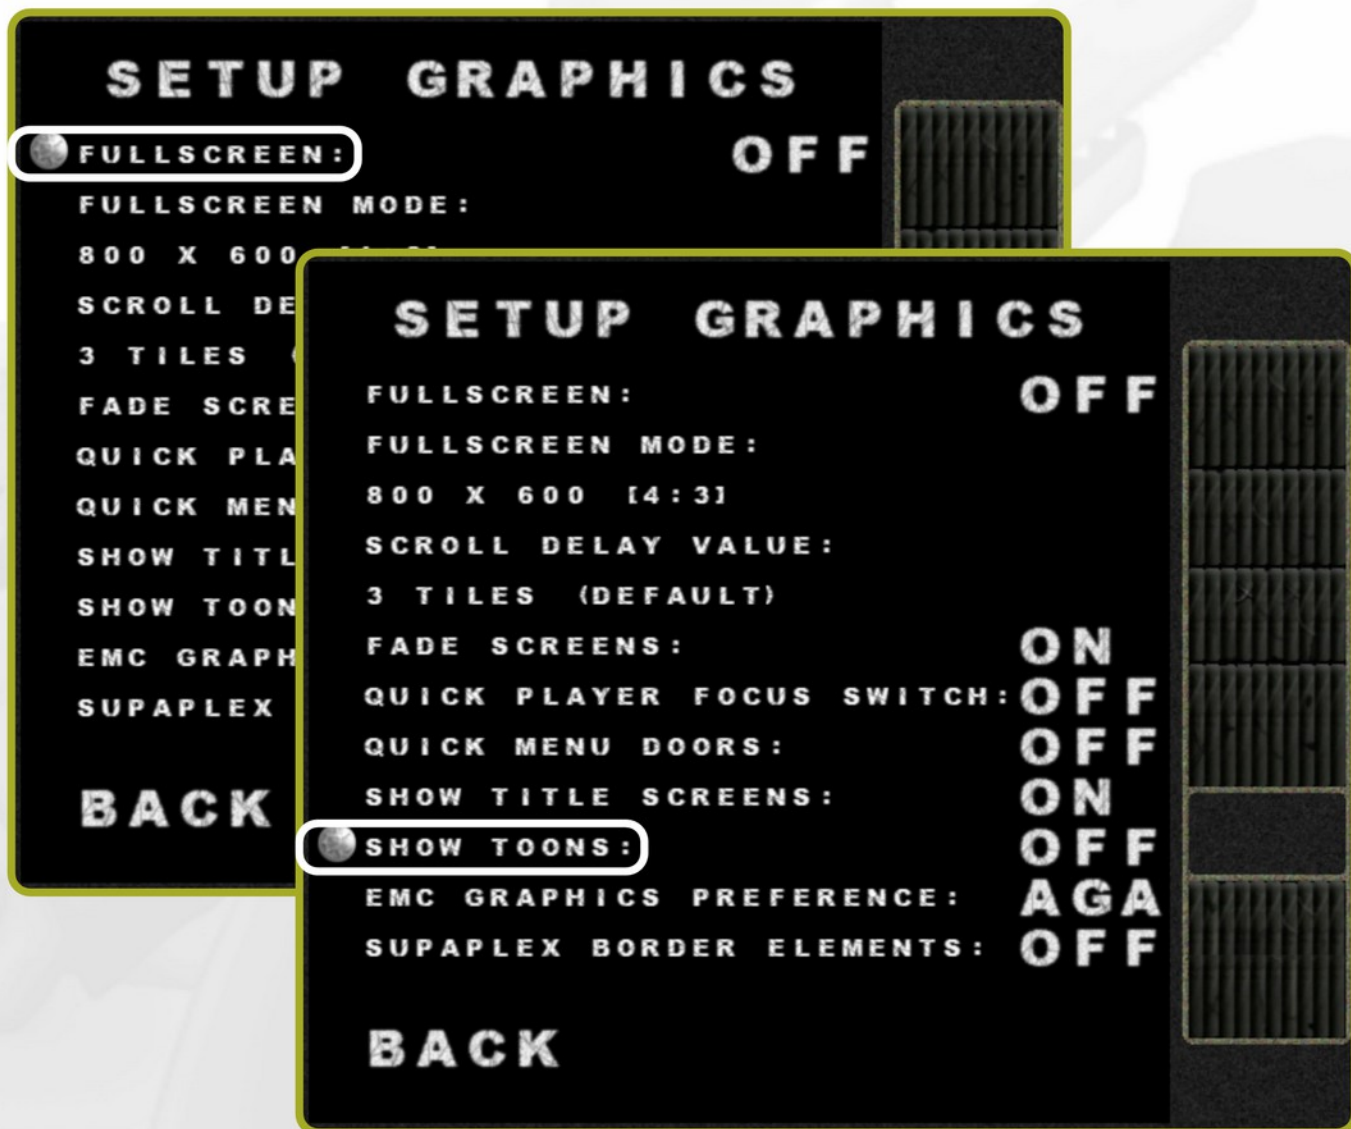 SETUP GRAPHICS
FULLSCREEN: OFF
FULLSCREEN MODE:
800 X 600
SCROLL DE
3 TILES (
FADE SCRE
QUICK PLA
QUICK MEN
SHOW TITL
SHOW TOON
EMC GRAPH
SUPAPLEX
BACK
SETUP GRAPHICS
FULLSCREEN: OFF
FULLSCREEN MODE:
800 X 600 [4:3]
SCROLL DELAY VALUE:
3 TILES (DEFAULT)
FADE SCREENS: ON
QUICK PLAYER FOCUS SWITCH: OFF
QUICK MENU DOORS: OFF
SHOW TITLE SCREENS: ON
SHOW TOONS: OFF
EMC GRAPHICS PREFERENCE: AGA
SUPAPLEX BORDER ELEMENTS: OFF
BACK